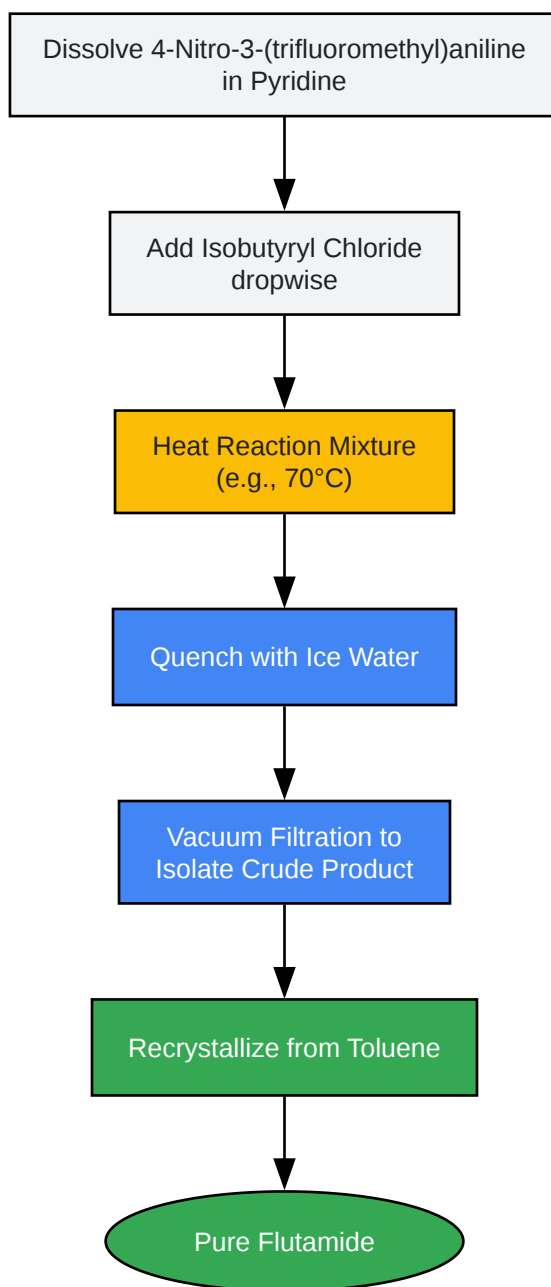 Dissolve 4-Nitro-3-(trifluoromethyl)aniline
in Pyridine
Add Isobutyryl Chloride
dropwise
Heat Reaction Mixture
(e.g., 70°C)
Quench with Ice Water
Vacuum Filtration to
Isolate Crude Product
Recrystallize from Toluene
Pure Flutamide